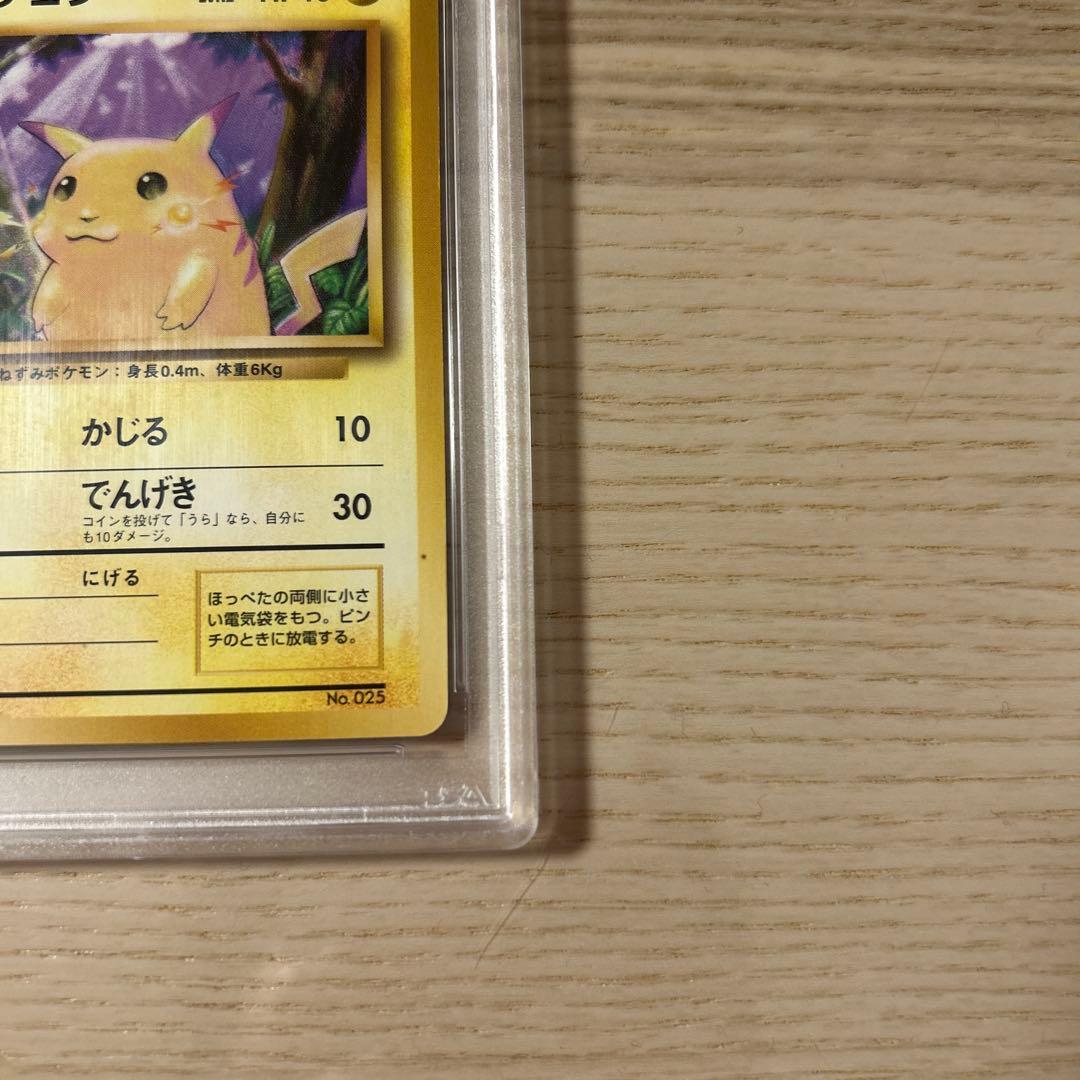 ねずみポケモン：身長0.4m、体重6Kg
かじる 10
でんげき 30
コインを投げて「うら」なら、自分に
も10ダメージ。
にげる
ほっぺたの両側に小さ
い電気袋をもつ。ピン
チのときに放電する。
No. 025